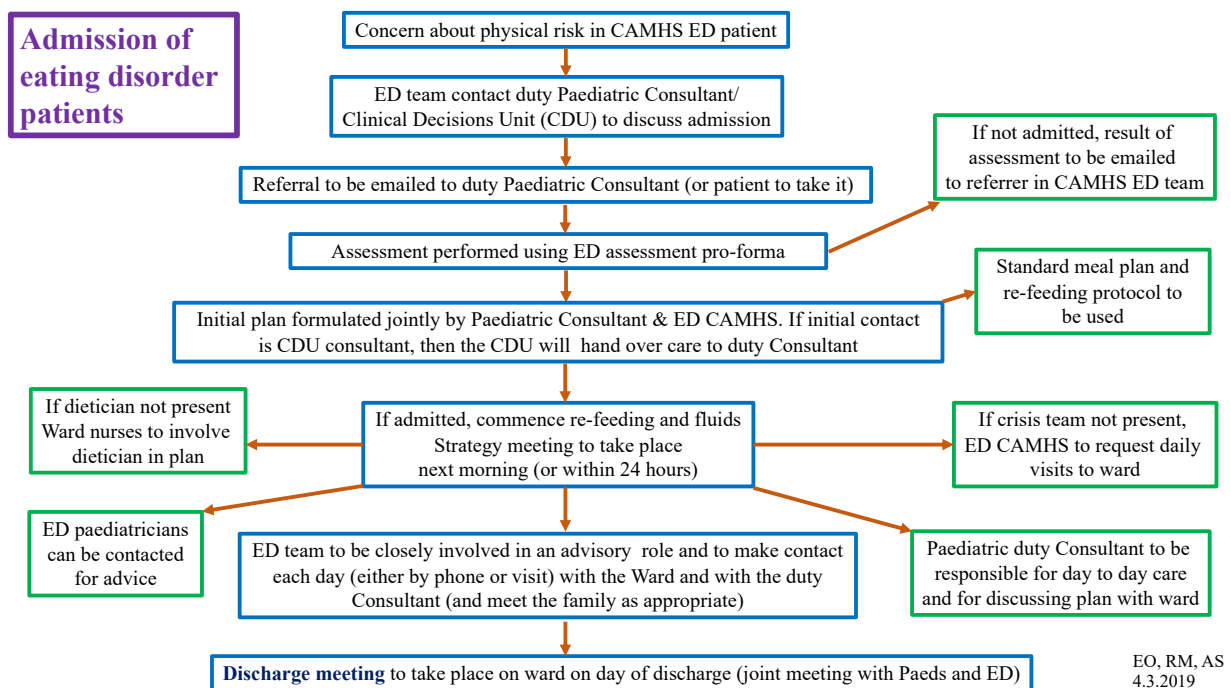 Admission of
eating disorder
patients
Concern about physical risk in CAMHS ED patient
ED team contact duty Paediatric Consultant/
Clinical Decisions Unit (CDU) to discuss admission
If not admitted, result of
assessment to be emailed
to referrer in CAMHS ED team
Referral to be emailed to duty Paediatric Consultant (or patient to take it)
Assessment performed using ED assessment pro-forma
Standard meal plan and
re-feeding protocol to
be used
Initial plan formulated jointly by Paediatric Consultant & ED CAMHS. If initial contact
is CDU consultant, then the CDU will hand over care to duty Consultant
If dietician not present
Ward nurses to involve
dietician in plan
If admitted, commence re-feeding and fluids
Strategy meeting to take place
next morning (or within 24 hours)
If crisis team not present,
ED CAMHS to request daily
visits to ward
ED paediatricians
can be contacted
for advice
ED team to be closely involved in an advisory role and to make contact
each day (either by phone or visit) with the Ward and with the duty
Consultant (and meet the family as appropriate)
Paediatric duty Consultant to be
responsible for day to day care
and for discussing plan with ward
Discharge meeting to take place on ward on day of discharge (joint meeting with Paeds and ED)
EO, RM, AS
4.3.2019